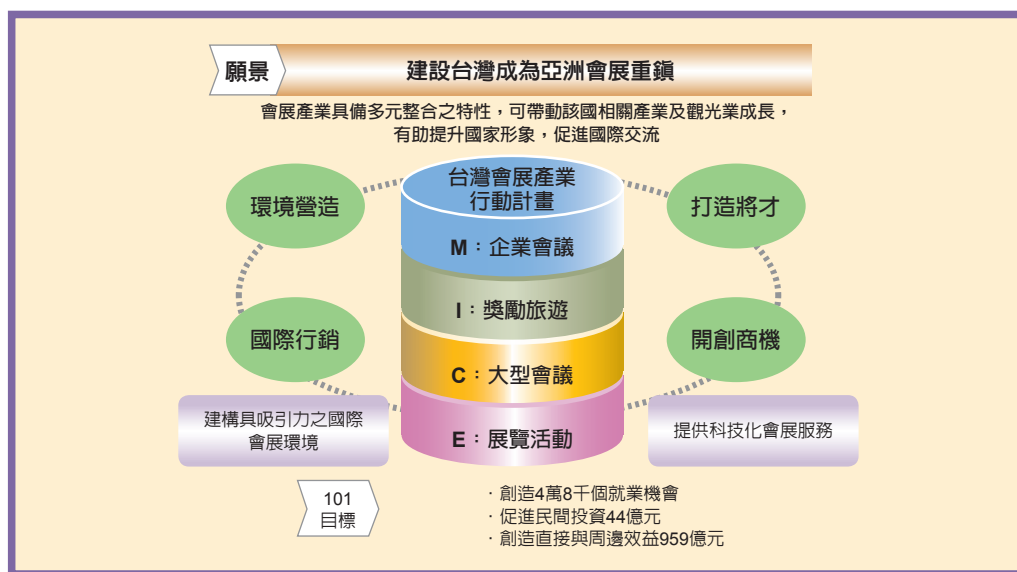 願景
建設台灣成為亞洲會展重鎮
會展產業具備多元整合之特性，可帶動該國相關產業及觀光業成長，
有助提升國家形象，促進國際交流
台灣會展產業
行動計畫
環境營造
打造將才
M：企業會議
I：獎勵旅遊
國際行銷
開創商機
C：大型會議
E：展覽活動
建構具吸引力之國際
會展環境
提供科技化會展服務
101
目標
·創造4萬8千個就業機會
·促進民間投資44億元
·創造直接與周邊效益959億元